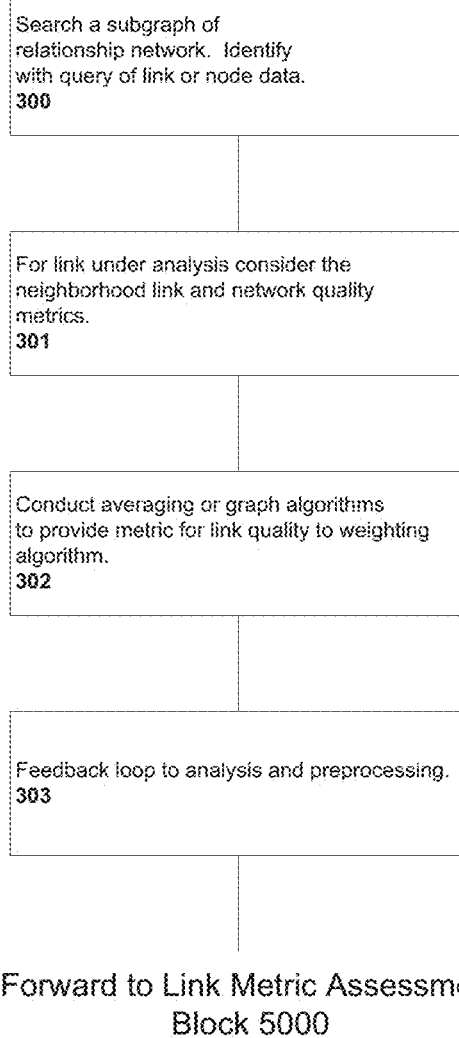 Search a subgraph of
relationship network. Identify
with query of link or node data.
300
For link under analysis consider the
neighborhood link and network quality
metrics.
301
Conduct averaging or graph algorithms
to provide metric for link quality to weighting
algorithm.
302
Feedback loop to analysis and preprocessing.
303
Forward to Link Metric
Block 5000